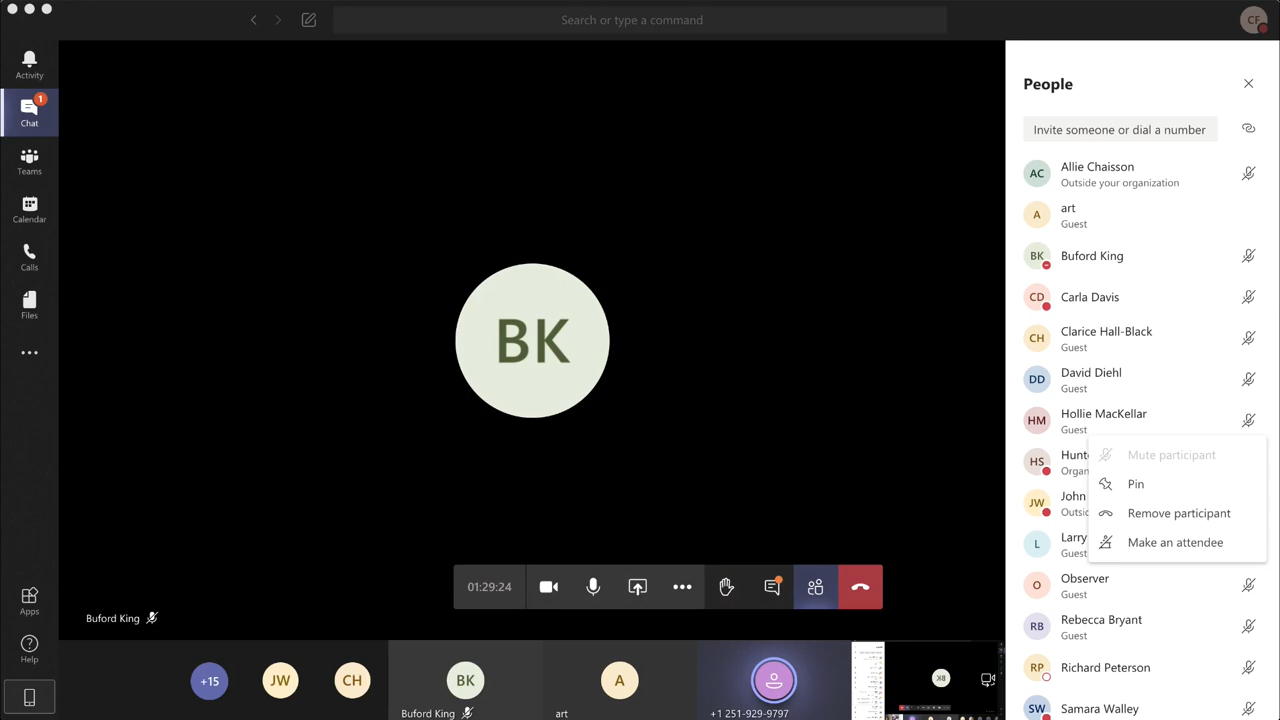 Search or type a command
CF
Activity
1
Chat
Teams
Calendar
Calls
Files
Apps
Help
BK
Buford King
01:29:24
+15
JW
CH
BK
Buford King
A
art
+1 251-929-9797
BK
People
Invite someone or dial a number
AC
Allie Chaisson
Outside your organization
A
art
Guest
BK
Buford King
CD
Carla Davis
CH
Clarice Hall-Black
Guest
DD
David Diehl
Guest
HM
Hollie MacKellar
Guest
HS
Hunte
Organ
JW
John
Outsid
L
Larry
Guest
Mute participant
Pin
Remove participant
Make an attendee
O
Observer
Guest
RB
Rebecca Bryant
Guest
RP
Richard Peterson
SW
Samara Walley